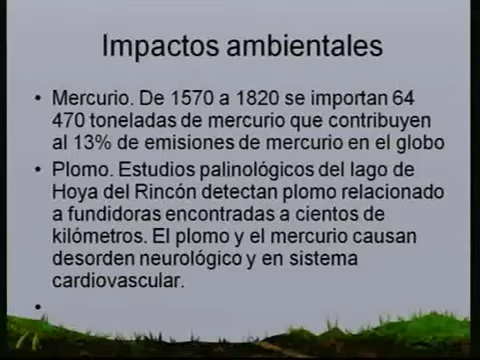 Impactos ambientales
• Mercurio. De 1570 a 1820 se importan 64
470 toneladas de mercurio que contribuyen
al 13% de emisiones de mercurio en el globo
• Plomo. Estudios palinológicos del lago de
Hoya del Rincón detectan plomo relacionado
a fundidoras encontradas a cientos de
kilómetros. El plomo y el mercurio causan
desorden neurológico y en sistema
cardiovascular.
•